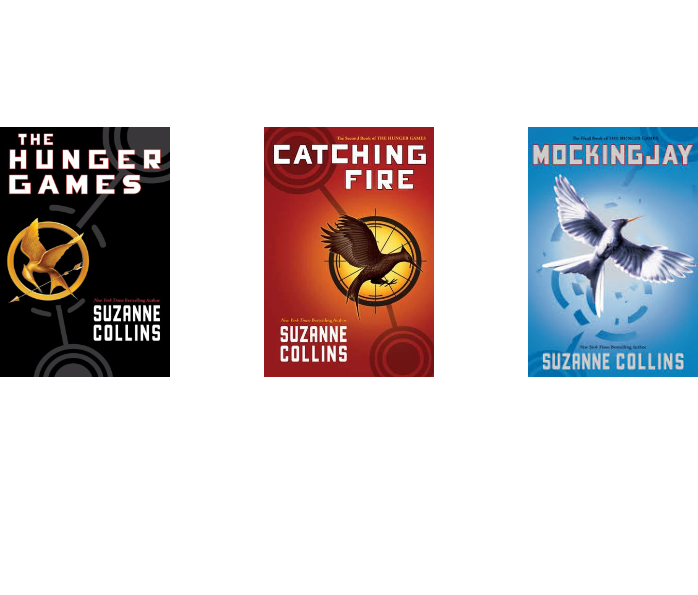 THE
HUNGER
GAMES
New York Times Bestselling Author
SUZANNE
COLLINS
The Second Book of THE HUNGER GAMES
CATCHING
FIRE
New York Times Bestselling Author
SUZANNE
COLLINS
The Final Book of THE HUNGER GAMES
MOCKINGJAY
New York Times Bestselling Author
SUZANNE COLLINS